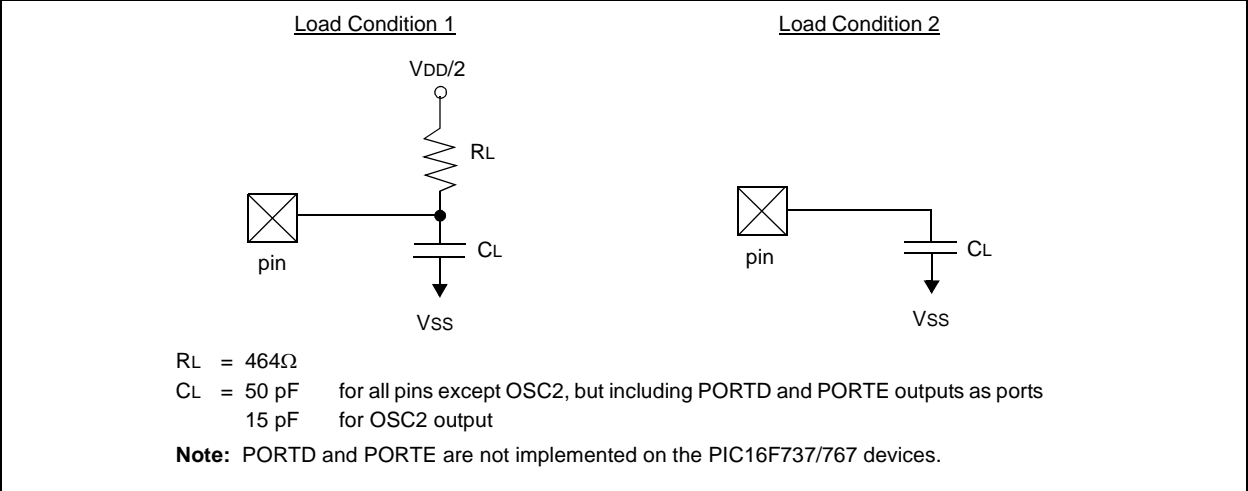 Load Condition 1
Load Condition 2
VDD/2
RL
CL
pin
VSS
CL
pin
VSS
RL = 464Ω
CL = 50 pF for all pins except OSC2, but including PORTD and PORTE outputs as ports
15 pF for OSC2 output
Note: PORTD and PORTE are not implemented on the PIC16F737/767 devices.